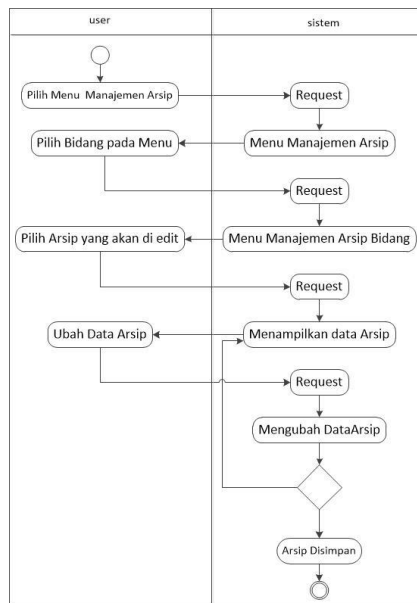 user
sistem
Pilih Menu Manajemen Arsip
Request
Pilih Bidang pada Menu
Menu Manajemen Arsip
Request
Pilih Arsip yang akan di edit
Menu Manajemen Arsip Bidang
Request
Ubah Data Arsip
Menampilkan data Arsip
Request
Mengubah DataArsip
Arsip Disimpan